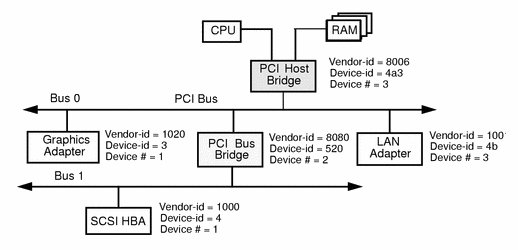 CPU
RAM
PCI Host
Bridge
Vendor-id = 8006
Device-id = 4a3
Device # = 3
Bus 0
PCI Bus
Graphics
Adapter
Vendor-id = 1020
Device-id = 3
Device # = 1
PCI Bus
Bridge
Vendor-id = 8080
Device-id = 520
Device # = 2
LAN
Adapter
Vendor-id = 100
Device-id = 4b
Device # = 3
Bus 1
SCSI HBA
Vendor-id = 1000
Device-id = 4
Device # = 1